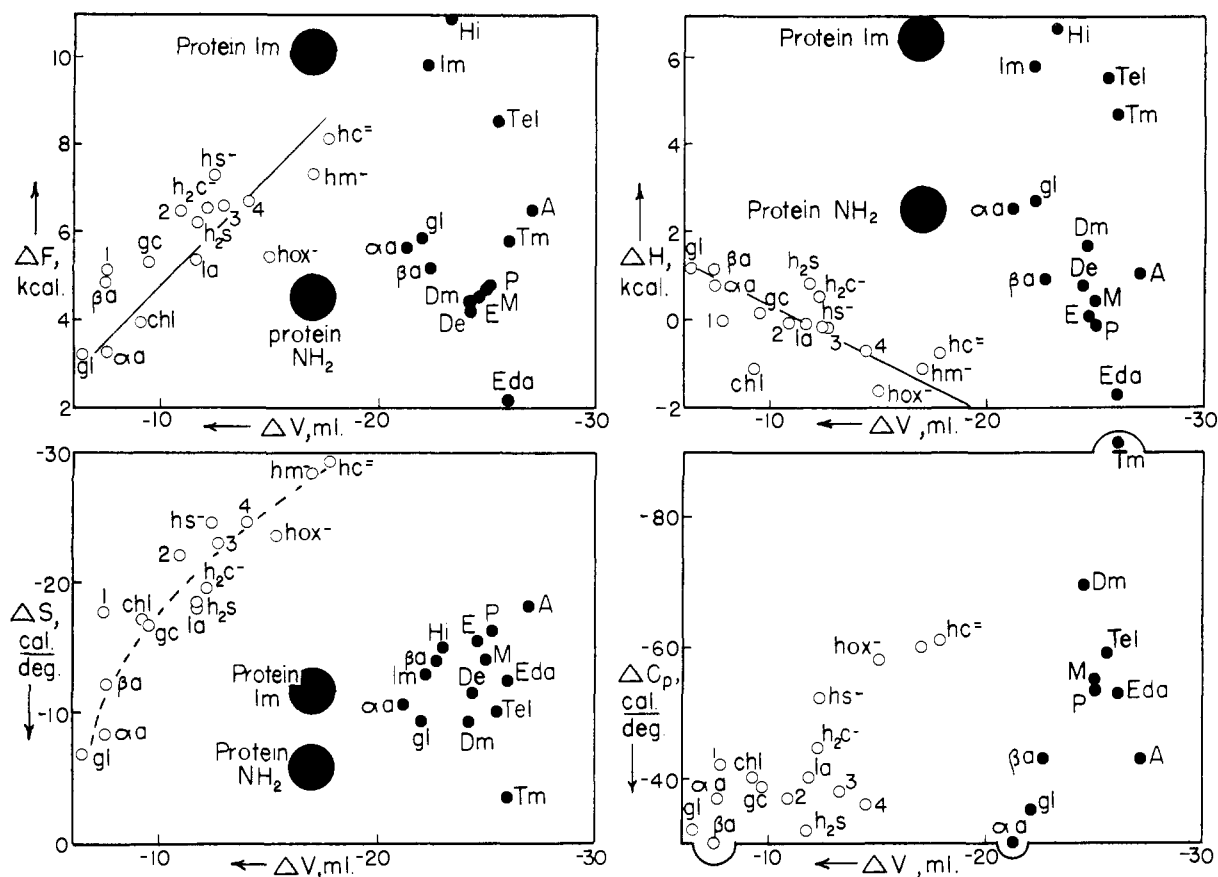 10
8
6
4
2
ΔF,
kcal.
Protein Im
Hi
Im
Tel
hc=
hs-
hm-
h2c-
2
3
4
h2s
gc
1
la
hox-
A
gl
αa
Tm
βa
βa
P
Dm
M
E
De
chl
protein
NH2
gl
αa
Eda
-10
ΔV, ml.
-20
-30
6
4
2
0
-2
ΔH,
kcal.
Protein Im
Hi
Im
Tel
Tm
Protein NH2
gl
αa
Dm
gl
βa
h2s
αa
gc
h2c-
hs-
De
βa
A
M
1
2
la
3
E
P
4
hc=
chl
hm-
hox-
Eda
-10
ΔV, ml.
-20
-30
-30
-20
-10
0
ΔS,
cal.
deg.
hm-
hc=
hs-
4
2
3
hox-
h2c-
1
chl
gc
h2s
la
A
P
E
Hi
βa
M
βa
Im
De
Eda
Protein
Im
αa
Tel
αa
gl
Dm
gl
Protein
NH2
Tm
-10
ΔV, ml.
-20
-30
-80
-60
-40
ΔCp,
cal.
deg.
Tm
Dm
hox-
hc=
Tel
M
P
Eda
hs-
h2c-
1
chl
la
βa
A
αa
gc
2
3
4
gl
gl
βa
h2s
αa
-10
ΔV, ml.
-20
-30